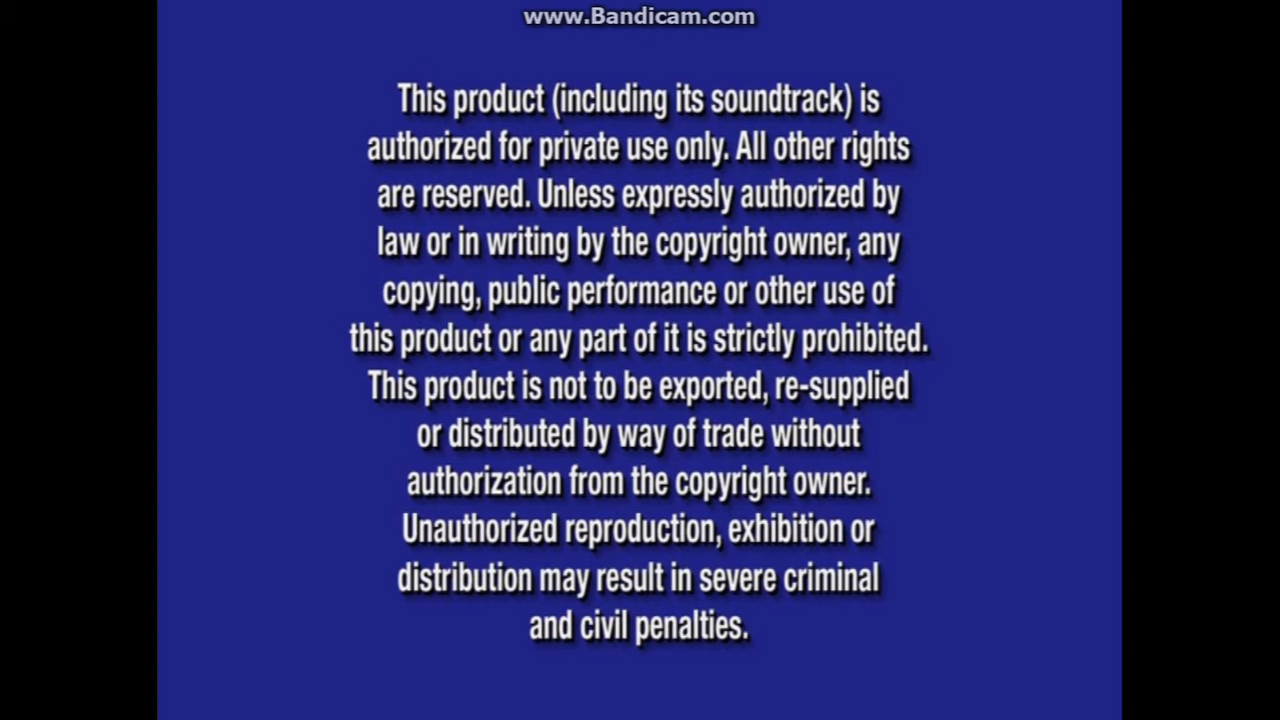 www.Bandicam.com
This product (including its soundtrack) is
authorized for private use only. All other rights
are reserved. Unless expressly authorized by
law or in writing by the copyright owner, any
copying, public performance or other use of
this product or any part of it is strictly prohibited.
This product is not to be exported, re-supplied
or distributed by way of trade without
authorization from the copyright owner.
Unauthorized reproduction, exhibition or
distribution may result in severe criminal
and civil penalties.